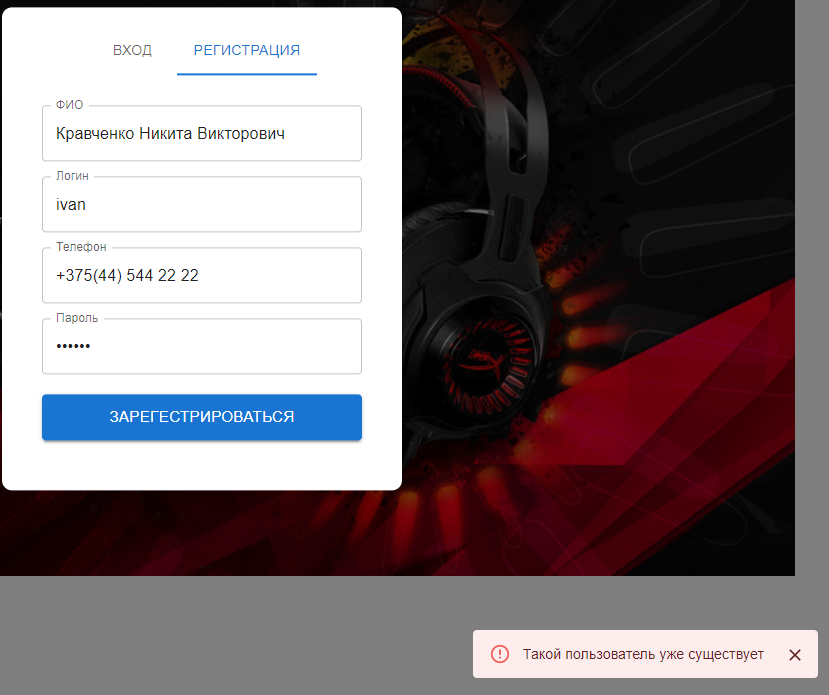 ВХОД РЕГИСТРАЦИЯ
ФИО
Кравченко Никита Викторович
Логин
ivan
Телефон
+375(44) 544 22 22
Пароль
••••••
ЗАРЕГЕСТРИРОВАТЬСЯ
Такой пользователь уже существует